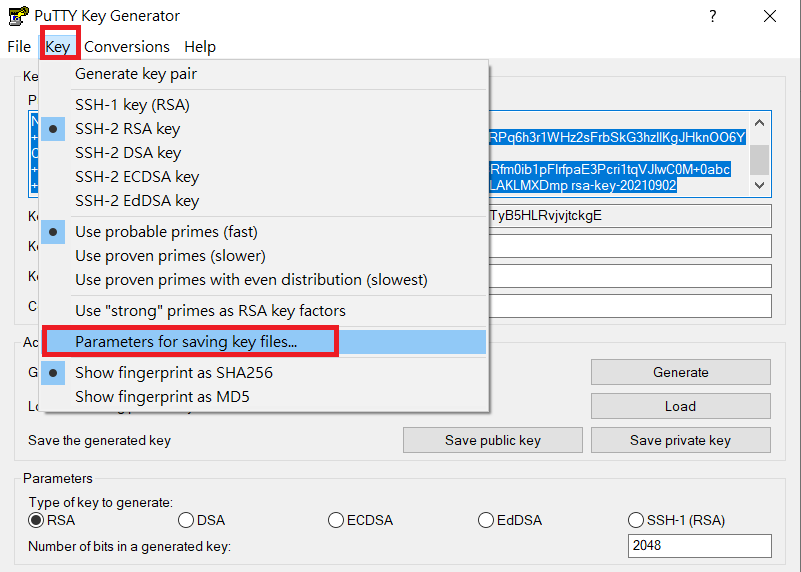 PuTTY Key Generator
File Key Conversions Help
Generate key pair
SSH-1 key (RSA)
SSH-2 RSA key
SSH-2 DSA key
SSH-2 ECDSA key
SSH-2 EdDSA key
Use probable primes (fast)
Use proven primes (slower)
Use proven primes with even distribution (slowest)
Use "strong" primes as RSA key factors
Parameters for saving key files...
Show fingerprint as SHA256
Show fingerprint as MD5
RPq6h3r1WHz2sFrbSkG3hzllKgJHknOO6Y
Rfm0ib1pFlrfpaE3Pcri1tqVJlwC0M+0abc
LAKLMXDmp rsa-key-20210902
TyB5HLRvjvjtckgE
Generate
Load
Save the generated key
Save public key
Save private key
Parameters
Type of key to generate:
RSA DSA ECDSA EdDSA SSH-1 (RSA)
Number of bits in a generated key:
2048